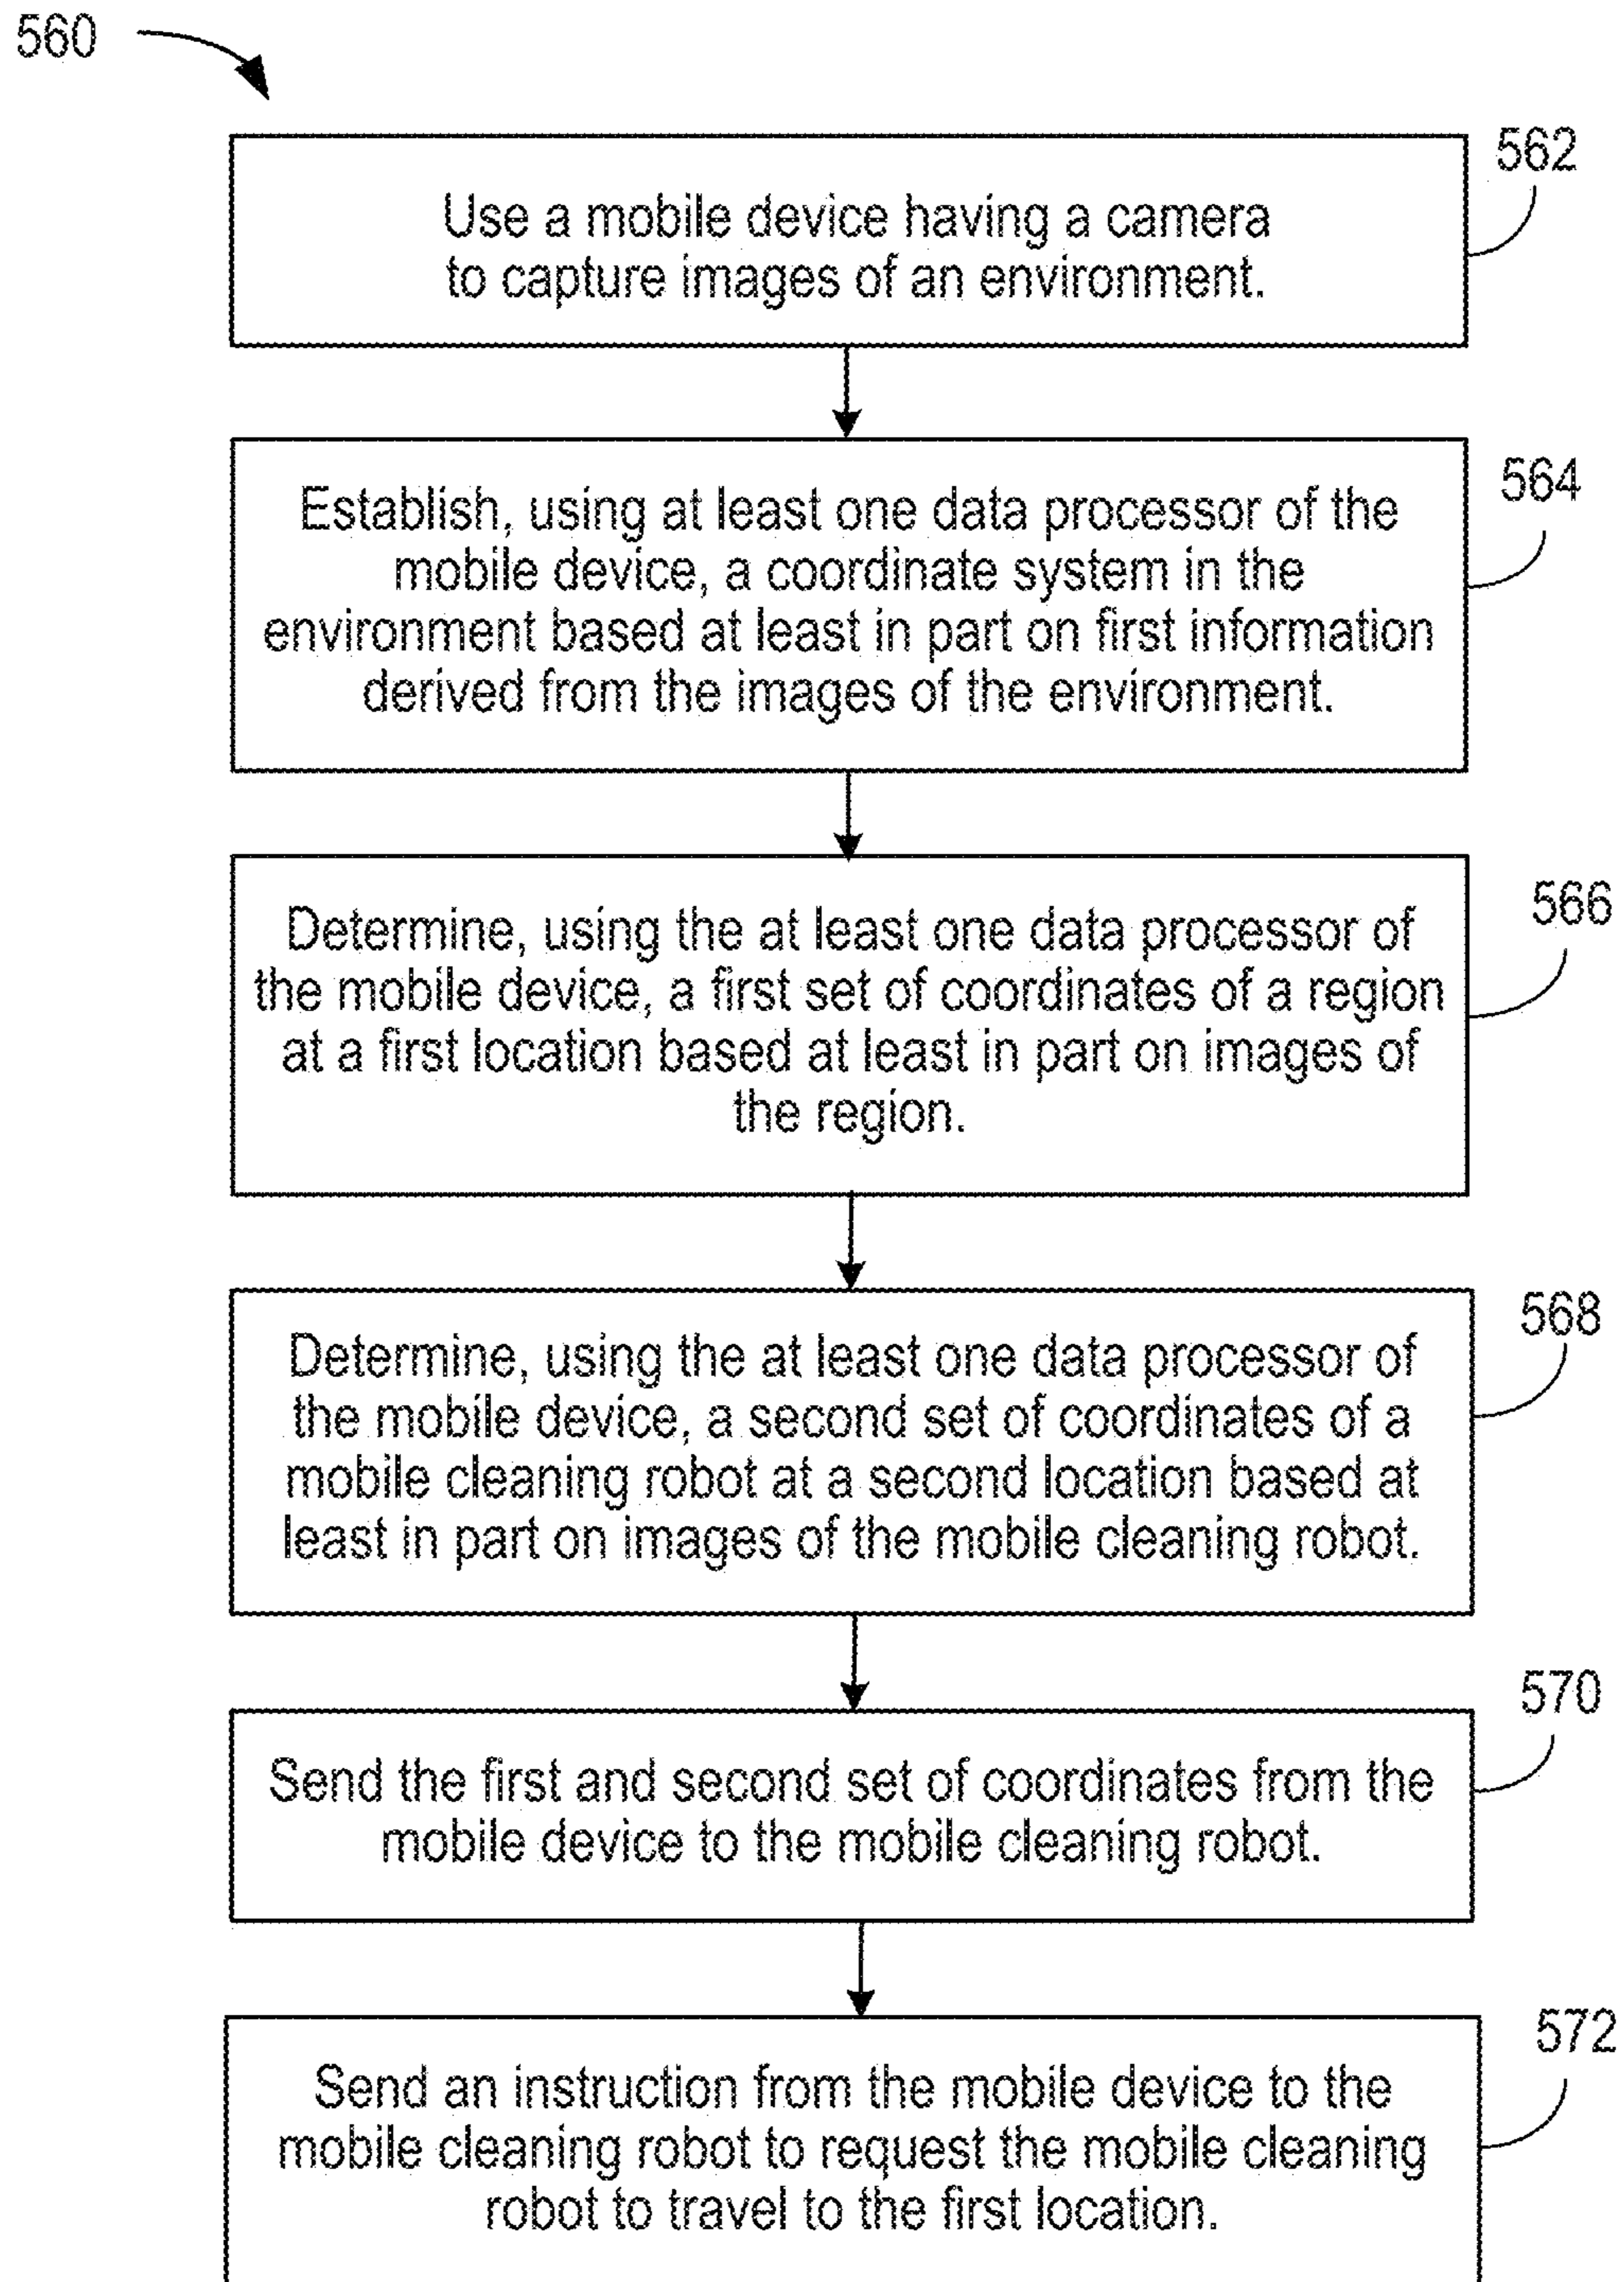 560
562
Use a mobile device having a camera
to capture images of an environment.
564
Establish, using at least one data processor of the
mobile device, a coordinate system in the
environment based at least in part on first information
derived from the images of the environment.
566
Determine, using the at least one data processor of
the mobile device, a first set of coordinates of a region
at a first location based at least in part on images of
the region.
568
Determine, using the at least one data processor of
the mobile device, a second set of coordinates of a
mobile cleaning robot at a second location based at
least in part on images of the mobile cleaning robot.
570
Send the first and second set of coordinates from the
mobile device to the mobile cleaning robot.
572
Send an instruction from the mobile device to the
mobile cleaning robot to request the mobile cleaning
robot to travel to the first location.